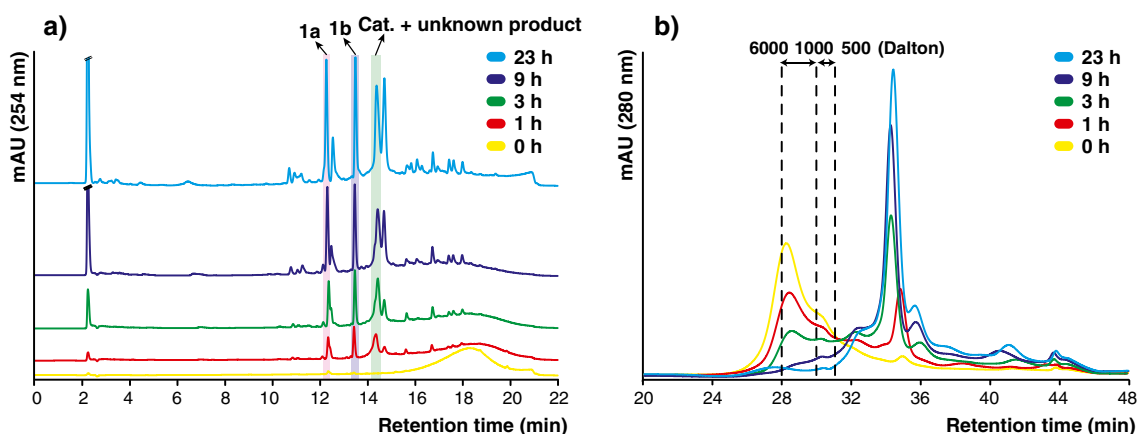 a)
1a
1b
Cat. + unknown product
23 h
9 h
3 h
1 h
0 h
mAU (254 nm)
0 2 4 6 8 10 12 14 16 18 20 22
Retention time (min)
b)
6000 1000 500 (Dalton)
23 h
9 h
3 h
1 h
0 h
mAU (280 nm)
20 24 28 32 36 40 44 48
Retention time (min)